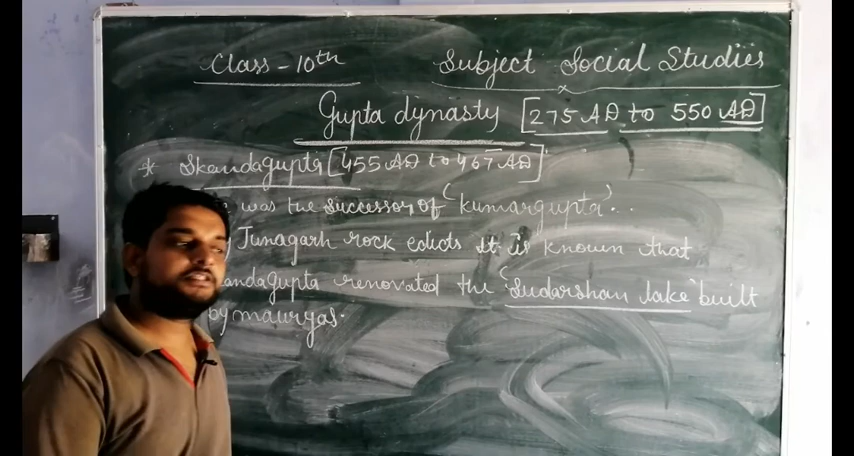 Class - 10th Subject Social Studies
Gupta dynasty [275 AD to 550 AD]
* Skandagupta [455 AD to 467 AD]
was the successor of (kumargupta)..
Junagarh rock edicts It is known that
andagupta renovated the 'Sudarshan lake' built
by mauryas.